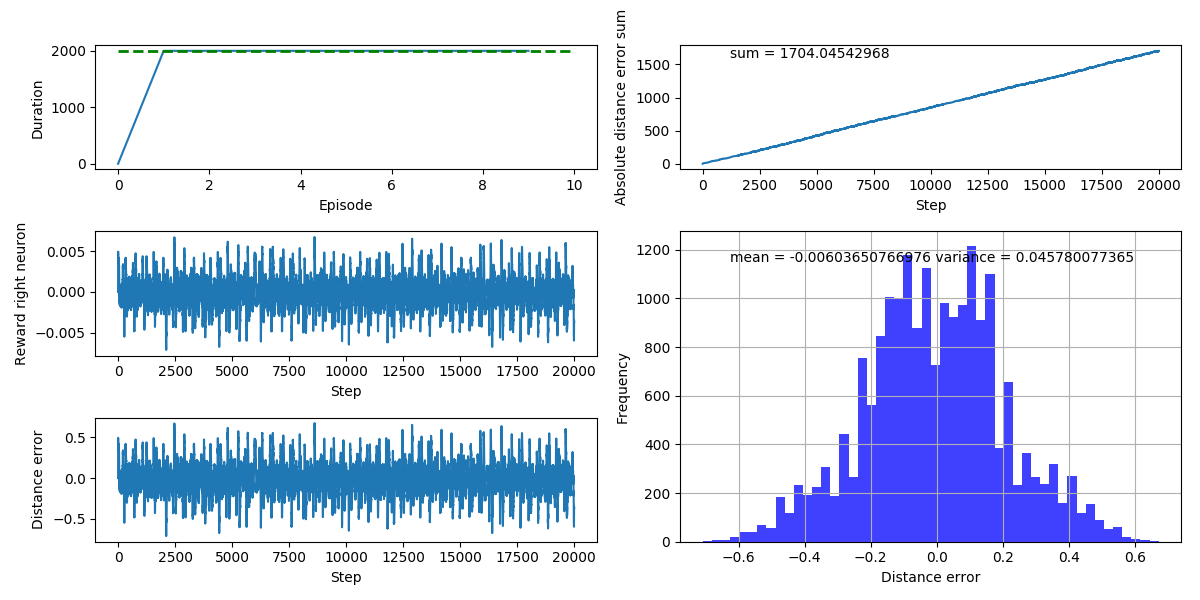 2000
1000
0
Duration
0 2 4 6 8 10
Episode
sum = 1704.04542968
1500
1000
500
0
Absolute distance error sum
0 2500 5000 7500 10000 12500 15000 17500 20000
Step
0.005
0.000
−0.005
Reward right neuron
0 2500 5000 7500 10000 12500 15000 17500 20000
Step
0.5
0.0
−0.5
Distance error
0 2500 5000 7500 10000 12500 15000 17500 20000
Step
mean = -0.00603650766976 variance = 0.045780077365
1200
1000
800
600
400
200
0
Frequency
−0.6 −0.4 −0.2 0.0 0.2 0.4 0.6
Distance error